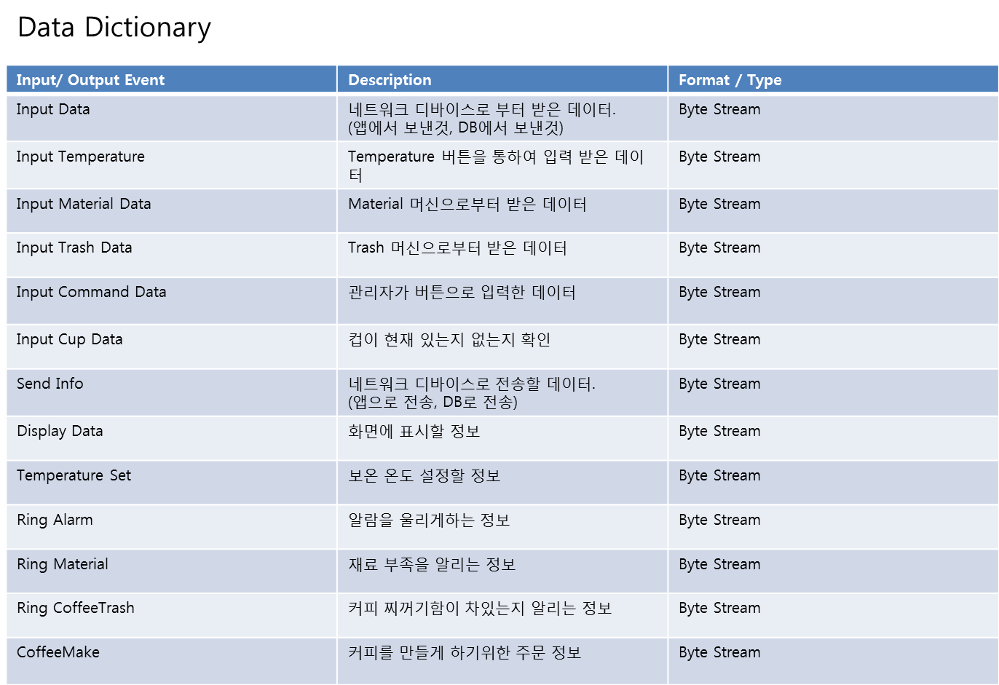 Data Dictionary
Input/ Output Event Description Format / Type
Input Data 네트워크 디바이스로 부터 받은 데이터. Byte Stream
(앱에서 보낸것, DB에서 보낸것)
Input Temperature Temperature 버튼을 통하여 입력 받은 데이 Byte Stream
터
Input Material Data Material 머신으로부터 받은 데이터 Byte Stream
Input Trash Data Trash 머신으로부터 받은 데이터 Byte Stream
Input Command Data 관리자가 버튼으로 입력한 데이터 Byte Stream
Input Cup Data 컵이 현재 있는지 없는지 확인 Byte Stream
Send Info 네트워크 디바이스로 전송할 데이터. Byte Stream
(앱으로 전송, DB로 전송)
Display Data 화면에 표시할 정보 Byte Stream
Temperature Set 보온 온도 설정할 정보 Byte Stream
Ring Alarm 알람을 울리게하는 정보 Byte Stream
Ring Material 재료 부족을 알리는 정보 Byte Stream
Ring CoffeeTrash 커피 찌꺼기함이 차있는지 알리는 정보 Byte Stream
CoffeeMake 커피를 만들게 하기위한 주문 정보 Byte Stream